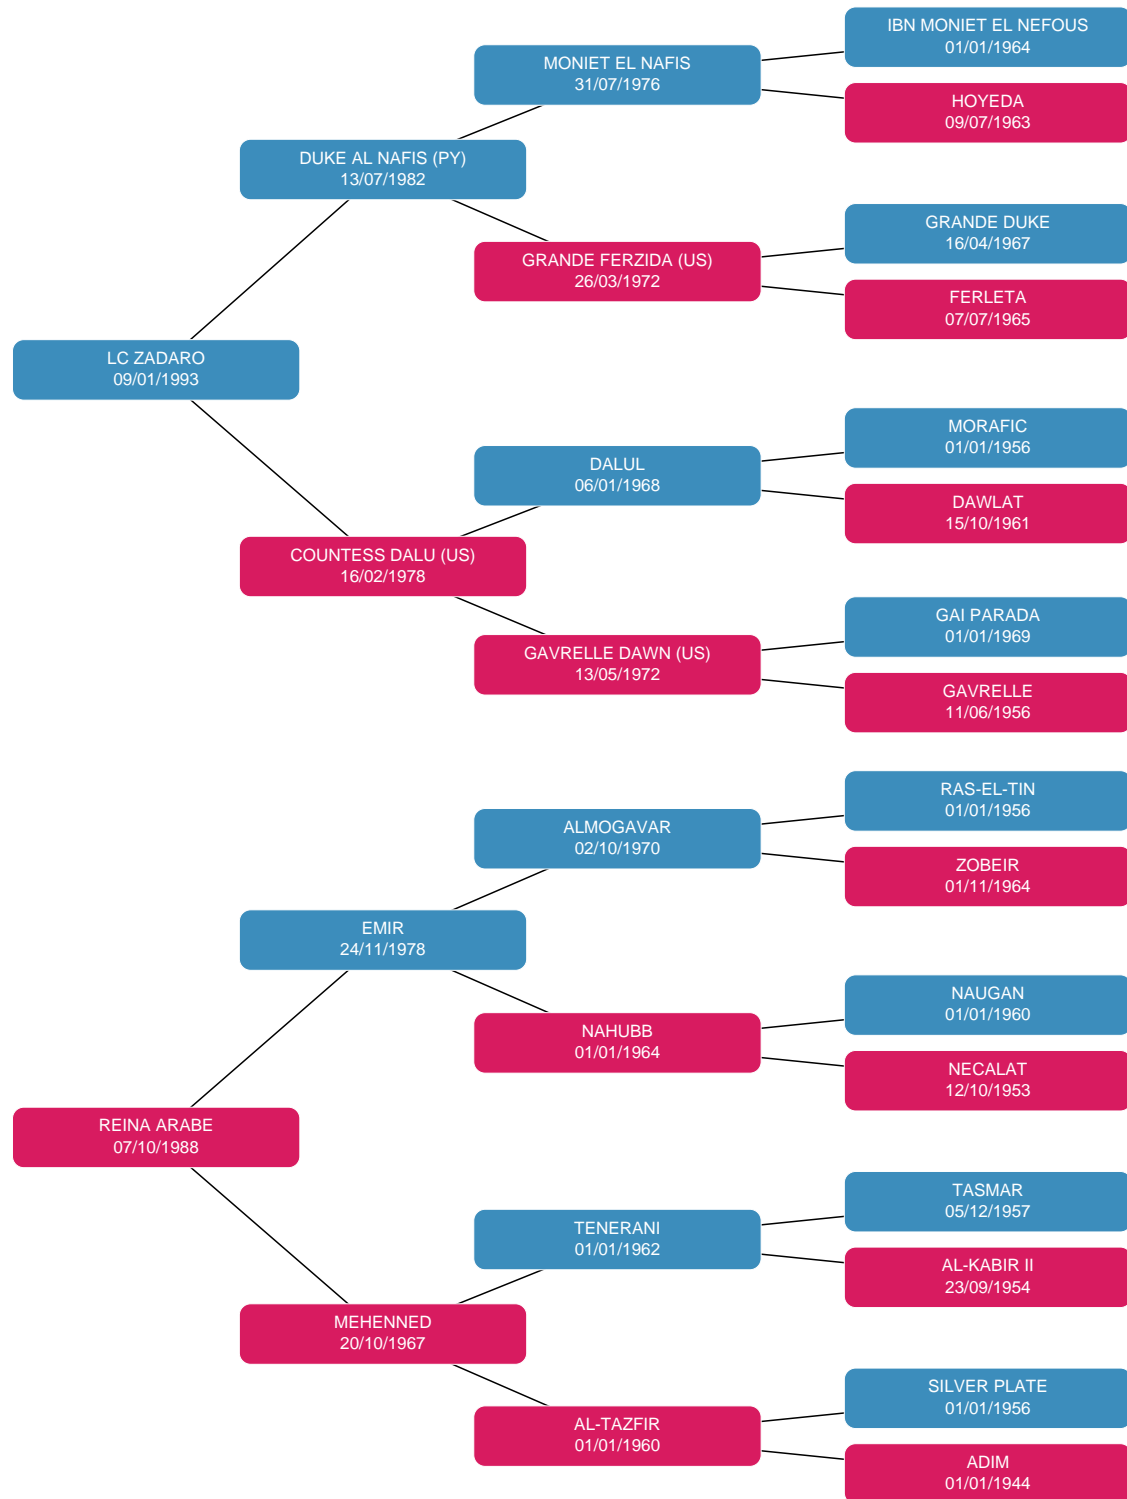 IBN MONIET EL NEFOUS
01/01/1964
MONIET EL NAFIS
31/07/1976
HOYEDA
09/07/1963
DUKE AL NAFIS (PY)
13/07/1982
GRANDE DUKE
16/04/1967
GRANDE FERZIDA (US)
26/03/1972
FERLETA
07/07/1965
LC ZADARO
09/01/1993
MORAFIC
01/01/1956
DALUL
06/01/1968
DAWLAT
15/10/1961
COUNTESS DALU (US)
16/02/1978
GAI PARADA
01/01/1969
GAVRELLE DAWN (US)
13/05/1972
GAVRELLE
11/06/1956
RAS-EL-TIN
01/01/1956
ALMOGAVAR
02/10/1970
ZOBEIR
01/11/1964
EMIR
24/11/1978
NAUGAN
01/01/1960
NAHUBB
01/01/1964
NECALAT
12/10/1953
REINA ARABE
07/10/1988
TASMAR
05/12/1957
TENERANI
01/01/1962
AL-KABIR II
23/09/1954
MEHENNED
20/10/1967
SILVER PLATE
01/01/1956
AL-TAZFIR
01/01/1960
ADIM
01/01/1944